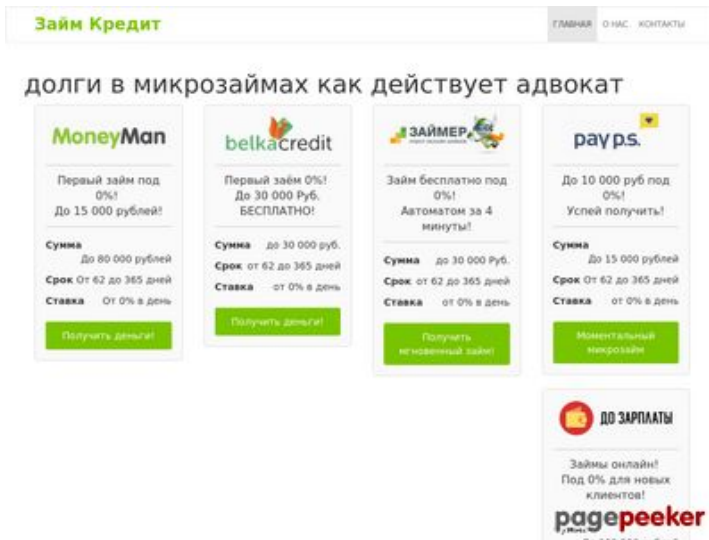 Займ Кредит
ГЛАВНАЯ О НАС КОНТАКТЫ
долги в микрозаймах как действует адвокат
MoneyMan
Первый займ под
0%!
До 15 000 рублей!
Сумма
До 80 000 рублей
Срок От 62 до 365 дней
Ставка От 0% в день
Получить деньги!
belkacredit
Первый заём 0%!
До 30 000 Руб.
БЕСПЛАТНО!
Сумма до 30 000 руб.
Срок от 62 до 365 дней
Ставка от 0% в день
Получить деньги!
ЗАЙМЕР
Займ бесплатно под
0%!
Автоматом за 4
минуты!
Сумма до 30 000 Руб.
Срок от 62 до 365 дней
Ставка от 0% в день
Получить
мгновенный займ!
pay p.s.
До 10 000 руб под
0%!
Успей получить!
Сумма
До 15 000 рублей
Срок От 62 до 365 дней
Ставка От 0% в день
Моментальный
микрозайм
ДО ЗАРПЛАТЫ
Займы онлайн!
Под 0% для новых
клиентов!
pagepeeker